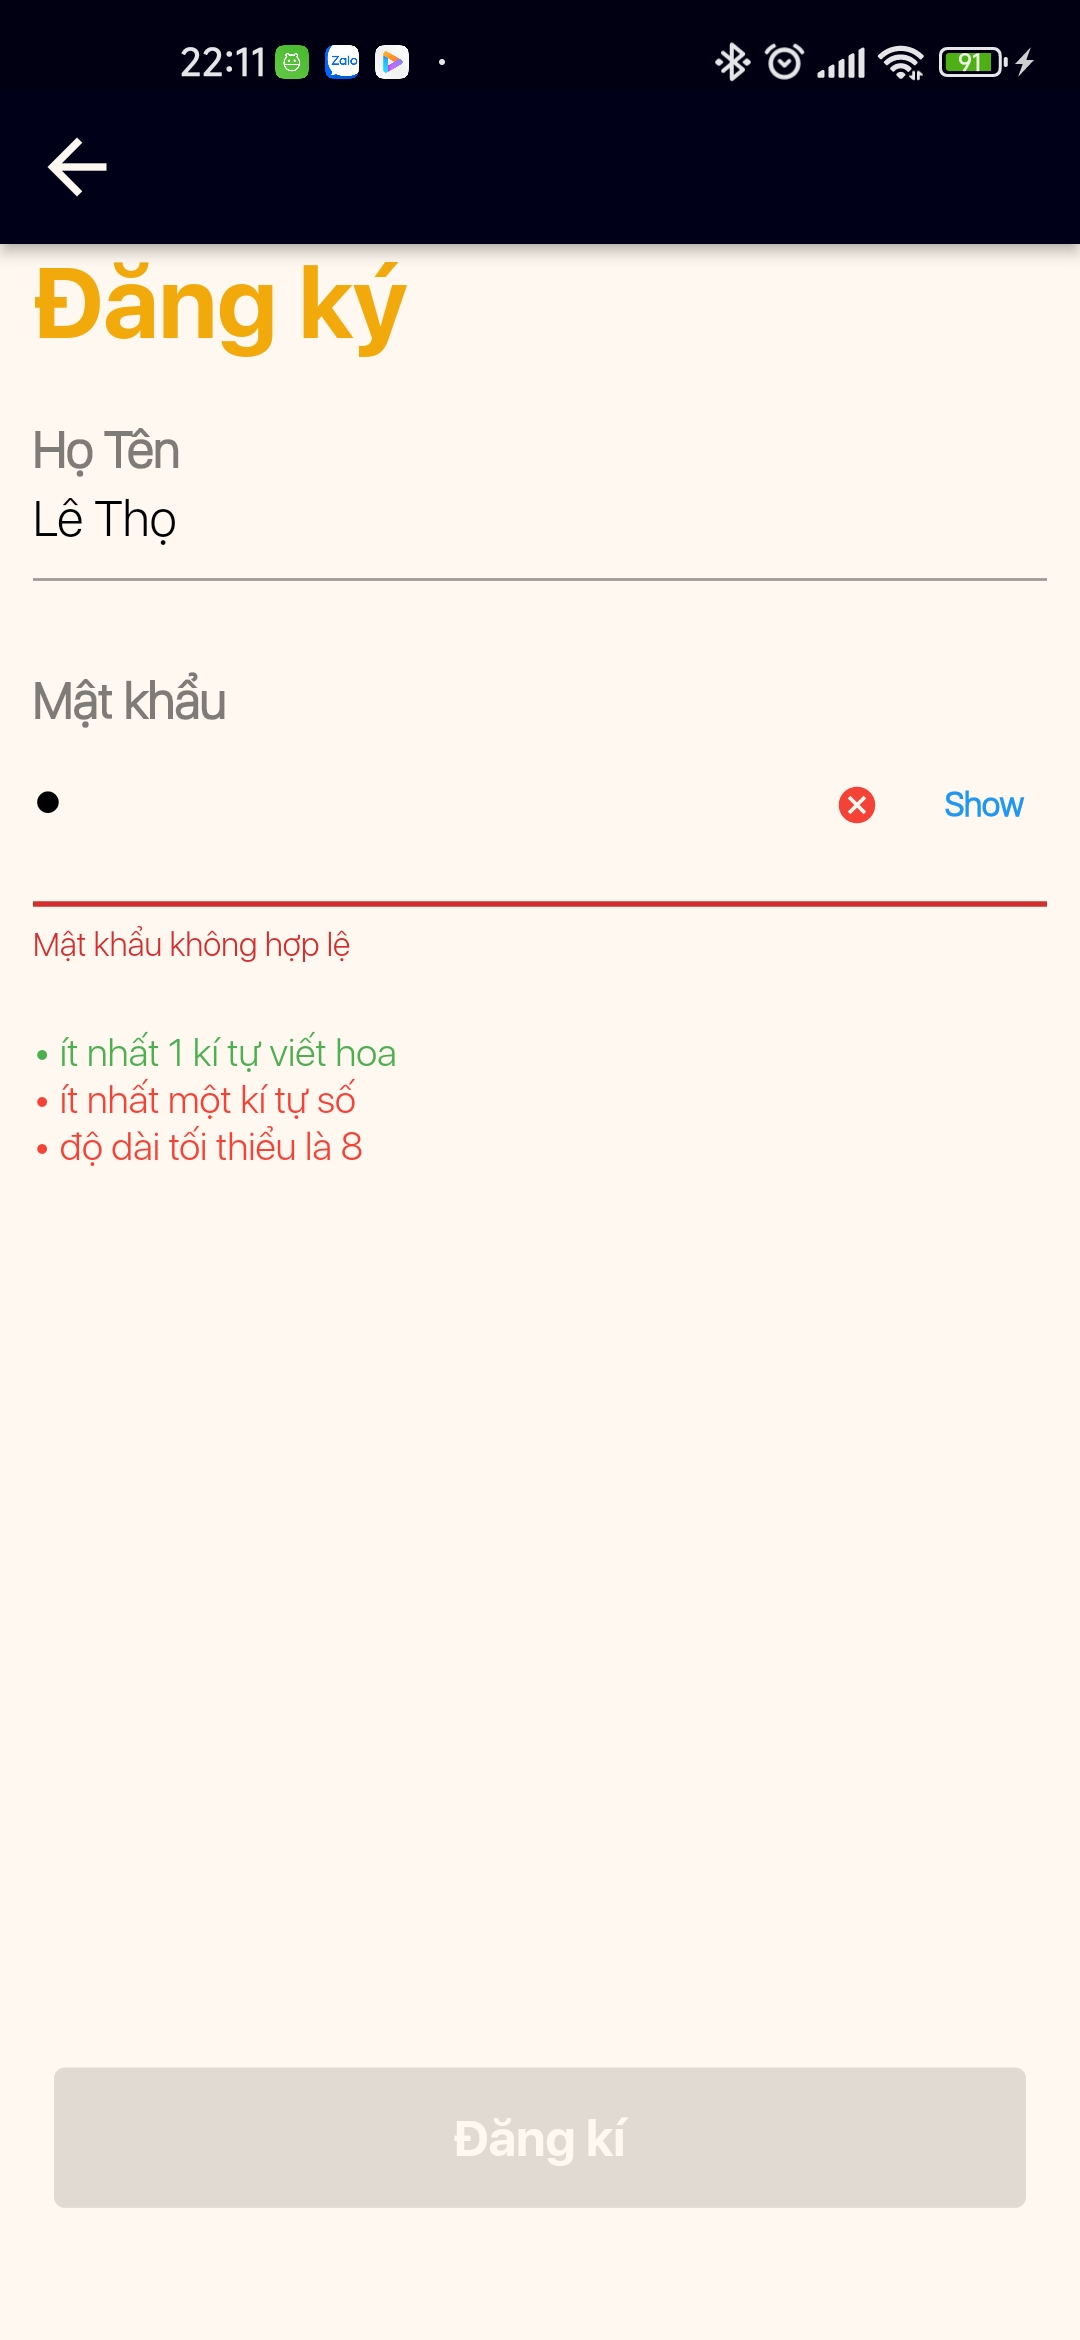 22:11 Zalo 91
Đăng ký
Họ Tên
Lê Thọ
Mật khẩu
Show
Mật khẩu không hợp lệ
• ít nhất 1 kí tự viết hoa
• ít nhất một kí tự số
• độ dài tối thiểu là 8
Đăng kí